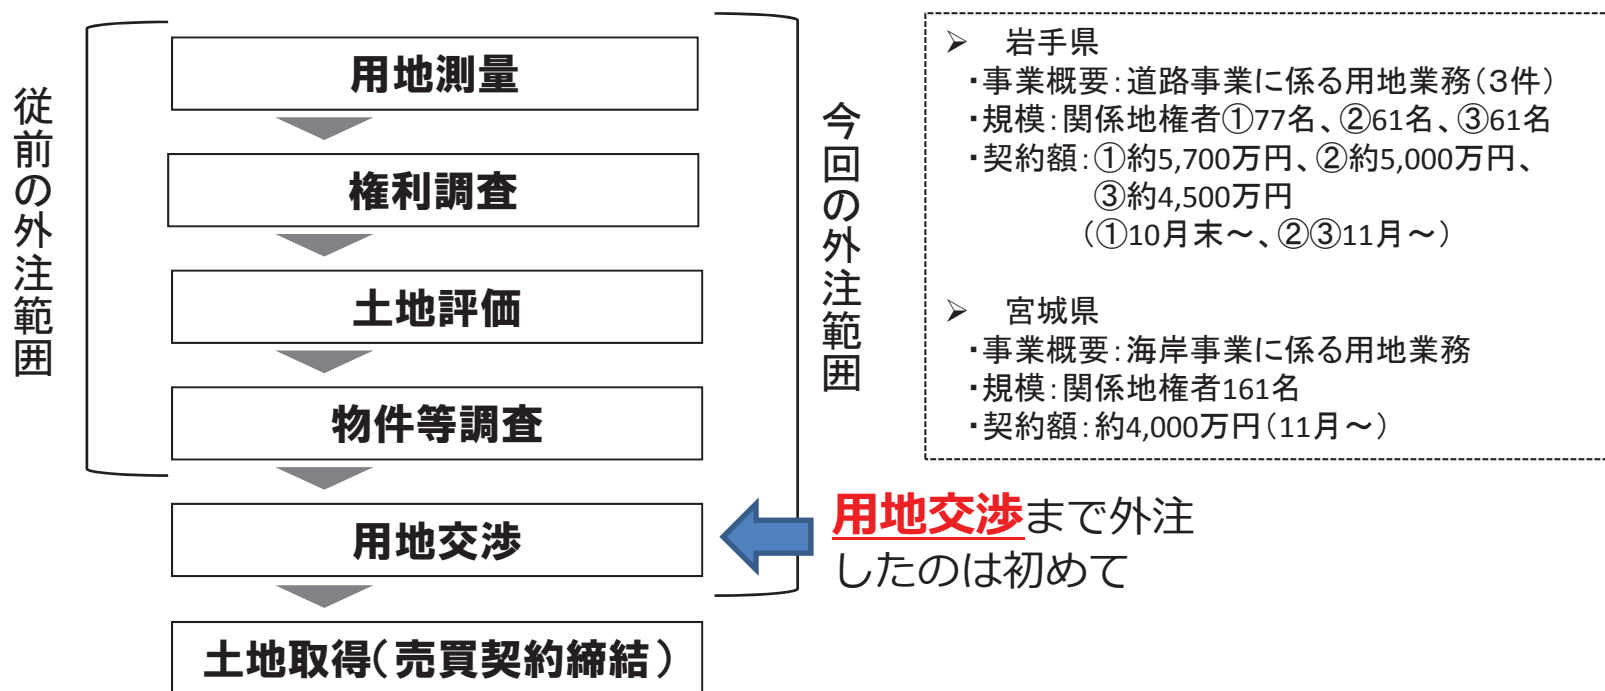 従前の外注範囲
用地測量
権利調査
土地評価
物件等調査
用地交渉
土地取得(売買契約締結)
今回の外注範囲
➢ 岩手県
・事業概要:道路事業に係る用地業務(3件)
・規模:関係地権者①77名、②61名、③61名
・契約額:①約5,700万円、②約5,000万円、
③約4,500万円
(①10月末～、②③11月～)
➢ 宮城県
・事業概要:海岸事業に係る用地業務
・規模:関係地権者161名
・契約額:約4,000万円(11月～)
用地交渉まで外注
したのは初めて